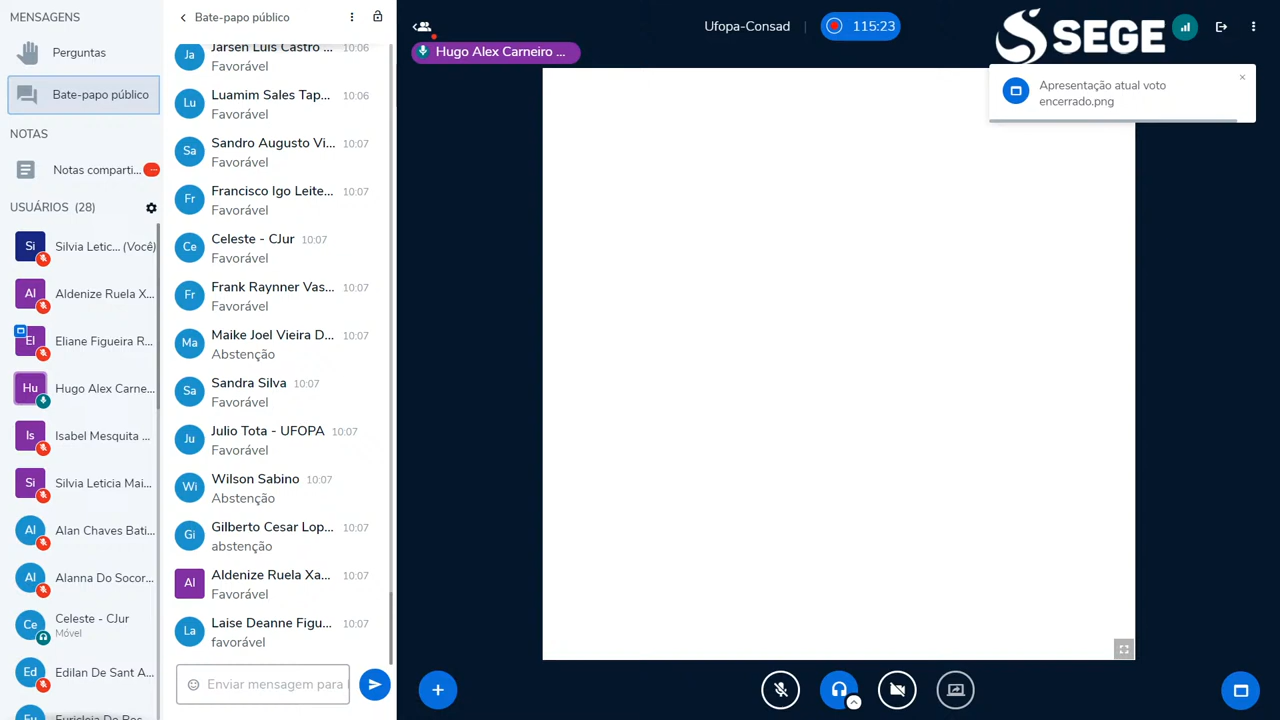 MENSAGENS
Perguntas
Bate-papo público
NOTAS
Notas comparti...
USUÁRIOS (28)
Si
Silvia Letic... (Você)
Al
Aldenize Ruela X...
El
Eliane Figueira R...
Hu
Hugo Alex Carne...
Is
Isabel Mesquita ...
Si
Silvia Leticia Mai...
Al
Alan Chaves Bati...
Al
Alanna Do Socor...
Ce
Celeste - CJur
Móvel
Ed
Edilan De Sant A...
Bate-papo público
Ja
Jarsen Luis Castro ... 10:06
Favorável
Lu
Luamim Sales Tap... 10:06
Favorável
Sa
Sandro Augusto Vi... 10:07
Favorável
Fr
Francisco Igo Leite... 10:07
Favorável
Ce
Celeste - CJur 10:07
Favorável
Fr
Frank Raynner Vas... 10:07
Favorável
Ma
Maike Joel Vieira D... 10:07
Abstenção
Sa
Sandra Silva 10:07
Favorável
Ju
Julio Tota - UFOPA 10:07
Favorável
Wi
Wilson Sabino 10:07
Abstenção
Gi
Gilberto Cesar Lop... 10:07
abstenção
Al
Aldenize Ruela Xa... 10:07
Favorável
La
Laise Deanne Figu... 10:07
favorável
Enviar mensagem para
Ufopa-Consad
115:23
Hugo Alex Carneiro ...
SEGE
Apresentação atual voto
encerrado.png